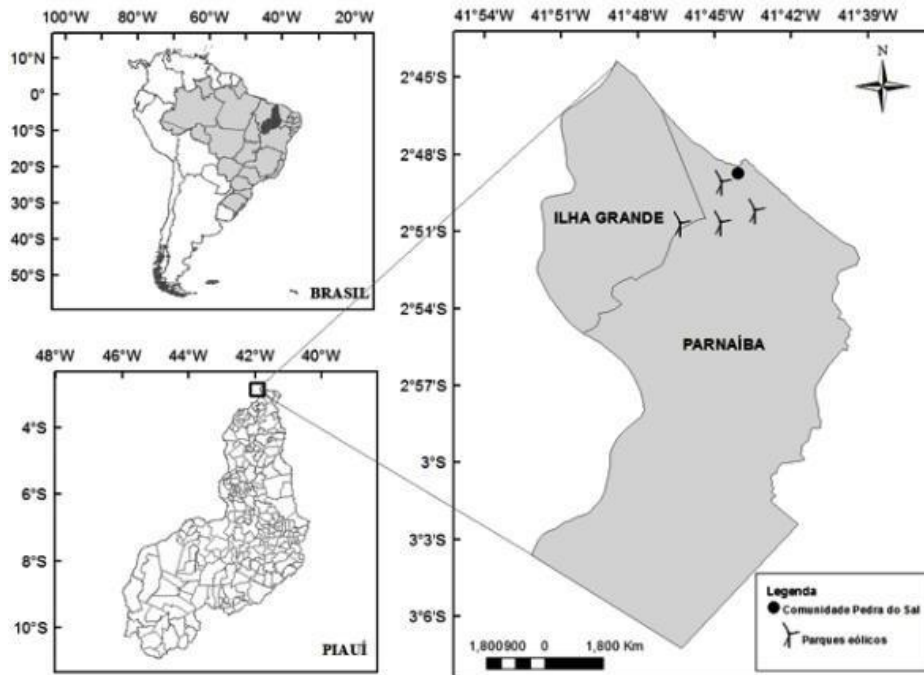 100°W 80°W 60°W 40°W 20°W
10°N
0°
10°S
20°S
30°S
40°S
50°S
BRASIL
48°W 46°W 44°W 42°W 40°W
4°S
6°S
8°S
10°S
PIAUÍ
41°54'W 41°51'W 41°48'W 41°45'W 41°42'W 41°39'W
2°45'S
2°48'S
2°51'S
2°54'S
2°57'S
3°S
3°3'S
3°6'S
N
ILHA GRANDE
PARNAÍBA
Legenda
Comunidade Pedra do Sal
Parques eólicos
1,800900 0 1,800 Km